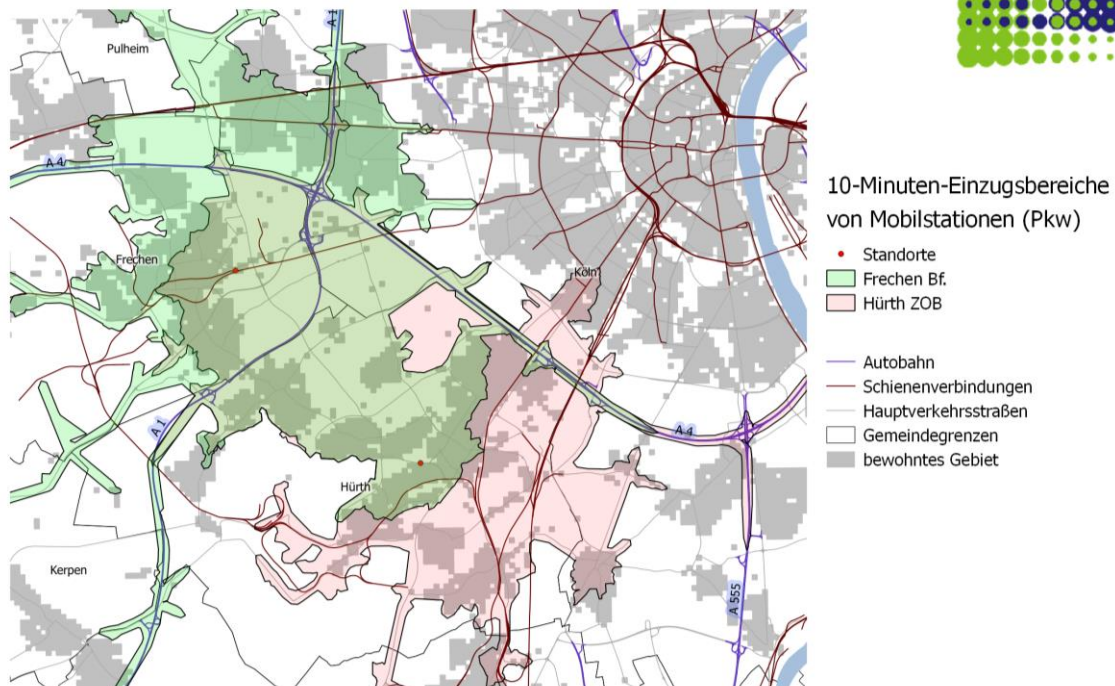 Pulheim
A 1
A 4
Frechen
Köln
A 1
A 4
Hürth
Kerpen
A 555
10-Minuten-Einzugsbereiche
von Mobilstationen (Pkw)
Standorte
Frechen Bf.
Hürth ZOB
Autobahn
Schienenverbindungen
Hauptverkehrsstraßen
Gemeindegrenzen
bewohntes Gebiet